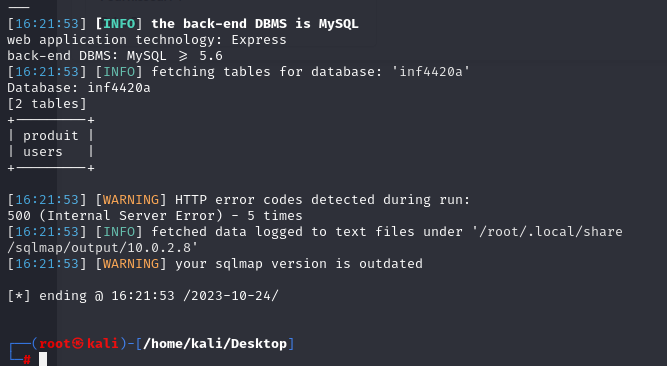 ---
[16:21:53] [INFO] the back-end DBMS is MySQL
web application technology: Express
back-end DBMS: MySQL ≥ 5.6
[16:21:53] [INFO] fetching tables for database: 'inf4420a'
Database: inf4420a
[2 tables]
+---------+
| produit |
| users   |
+---------+

[16:21:53] [WARNING] HTTP error codes detected during run:
500 (Internal Server Error) - 5 times
[16:21:53] [INFO] fetched data logged to text files under '/root/.local/share
/sqlmap/output/10.0.2.8'
[16:21:53] [WARNING] your sqlmap version is outdated

[*] ending @ 16:21:53 /2023-10-24/

┌──(root㉿kali)-[/home/kali/Desktop]
└─#